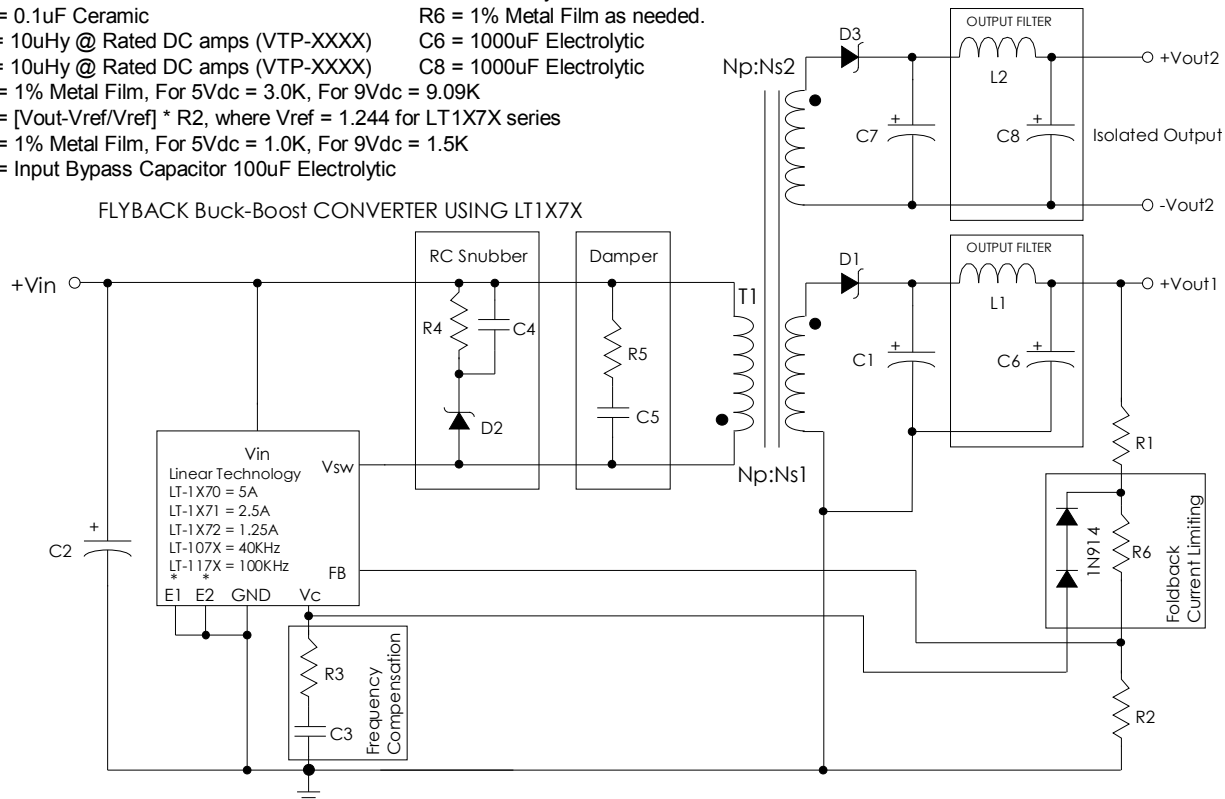 = 0.1uF Ceramic
R6 = 1% Metal Film as needed.
= 10uHy @ Rated DC amps (VTP-XXXX)
C6 = 1000uF Electrolytic
= 10uHy @ Rated DC amps (VTP-XXXX)
C8 = 1000uF Electrolytic
= 1% Metal Film, For 5Vdc = 3.0K, For 9Vdc = 9.09K
= [Vout-Vref/Vref] * R2, where Vref = 1.244 for LT1X7X series
= 1% Metal Film, For 5Vdc = 1.0K, For 9Vdc = 1.5K
= Input Bypass Capacitor 100uF Electrolytic
FLYBACK Buck-Boost CONVERTER USING LT1X7X
Np:Ns2
D3
OUTPUT FILTER
L2
+Vout2
C7
+
C8
+
Isolated Output
-Vout2
+Vin
RC Snubber
R4
C4
D2
Damper
R5
C5
T1
Np:Ns1
D1
OUTPUT FILTER
L1
+Vout1
C1
+
C6
+
R1
1N914
R6
Foldback
Current Limiting
R2
C2
+
Vin
Linear Technology
LT-1X70 = 5A
LT-1X71 = 2.5A
LT-1X72 = 1.25A
LT-107X = 40KHz
LT-117X = 100KHz
* *
E1 E2 GND Vc
Vsw
FB
R3
C3
Frequency
Compensation